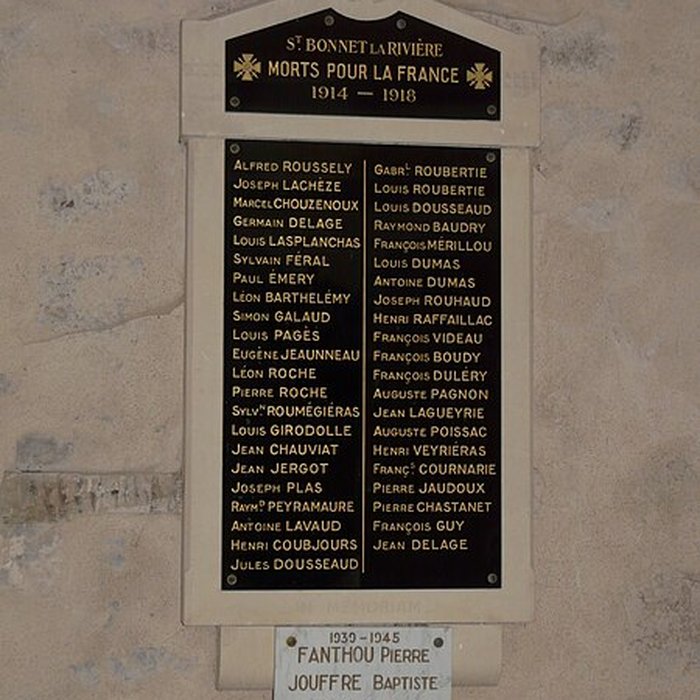 Sᵀ. BONNET LA RIVIÈRE
MORTS POUR LA FRANCE
1914 — 1918
ALFRED ROUSSELY
JOSEPH LACHÈZE
MARCEL CHOUZENOUX
GERMAIN DELAGE
LOUIS LASPLANCHAS
SYLVAIN FÉRAL
PAUL ÉMERY
LÉON BARTHELÉMY
SIMON GALAUD
LOUIS PAGÈS
EUGÈNE JEAUNNEAU
LÉON ROCHE
PIERRE ROCHE
SYLVᴺ ROUMÉGIÉRAS
LOUIS GIRODOLLE
JEAN CHAUVIAT
JEAN JERGOT
JOSEPH PLAS
RAYMᴰ PEYRAMAURE
ANTOINE LAVAUD
HENRI COUBJOURS
JULES DOUSSEAUD
GABRᴸ ROUBERTIE
LOUIS ROUBERTIE
LOUIS DOUSSEAUD
RAYMOND BAUDRY
FRANÇOIS MÉRILLOU
LOUIS DUMAS
ANTOINE DUMAS
JOSEPH ROUHAUD
HENRI RAFFAILLAC
FRANÇOIS VIDEAU
FRANÇOIS BOUDY
FRANÇOIS DULÉRY
AUGUSTE PAGNON
JEAN LAGUEYRIE
AUGUSTE POISSAC
HENRI VEYRIÉRAS
FRANÇˢ COURNARIE
PIERRE JAUDOUX
PIERRE CHASTANET
FRANÇOIS GUY
JEAN DELAGE
1939-1945
FANTHOU PIERRE
JOUFFRE BAPTISTE